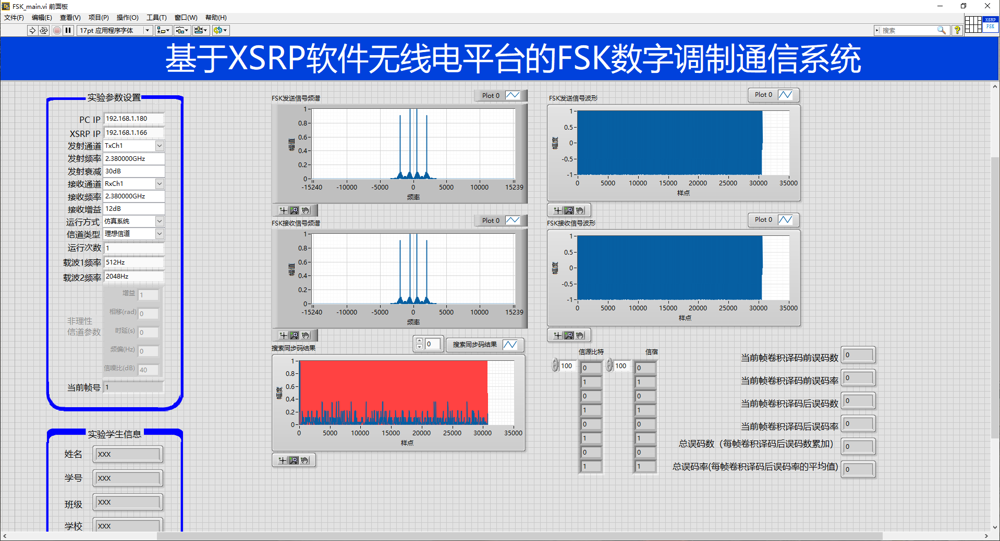 FSK_main.vi 前面板
文件(F) 编辑(E) 查看(V) 项目(P) 操作(O) 工具(T) 窗口(W) 帮助(H)
17pt 应用程序字体
搜索
XSRP
FSK
基于XSRP软件无线电平台的FSK数字调制通信系统
实验参数设置
PC IP 192.168.1.180
XSRP IP 192.168.1.166
发射通道 TxCh1
发射频率 2.380000GHz
发射衰减 30dB
接收通道 RxCh1
接收频率 2.380000GHz
接收增益 12dB
运行方式 仿真系统
信道类型 理想信道
运行次数 1
载波1频率 512Hz
载波2频率 2048Hz
非理性
信道参数
增益 1
相移(rad) 0
时延(s) 0
频偏(Hz) 0
信噪比(dB) 40
当前帧号 1
实验学生信息
姓名 XXX
学号 XXX
班级 XXX
学校 XXX
FSK发送信号频谱
Plot 0
幅值
1
0.8
0.6
0.4
0.2
0
-15240 -10000 -5000 0 5000 10000 15239
频率
FSK发送信号波形
Plot 0
幅度
1
0.5
0
-0.5
-1
0 5000 10000 15000 20000 25000 30000 35000
样点
FSK接收信号频谱
Plot 0
幅值
1
0.8
0.6
0.4
0.2
0
-15240 -10000 -5000 0 5000 10000 15239
频率
FSK接收信号波形
Plot 0
幅度
1
0.5
0
-0.5
-1
0 5000 10000 15000 20000 25000 30000 35000
样点
搜索同步码结果
0
搜索同步码结果
幅度
1
0.8
0.6
0.4
0.2
0
0 5000 10000 15000 20000 25000 30000 35000
样点
信源比特
100
0
1
0
1
0
1
0
1
信宿
100
0
1
0
1
0
1
0
1
当前帧卷积译码前误码数 0
当前帧卷积译码前误码率 0
当前帧卷积译码后误码数 0
当前帧卷积译码后误码率 0
总误码数（每帧卷积译码后误码数累加） 0
总误码率(每帧卷积译码后误码率的平均值) 0